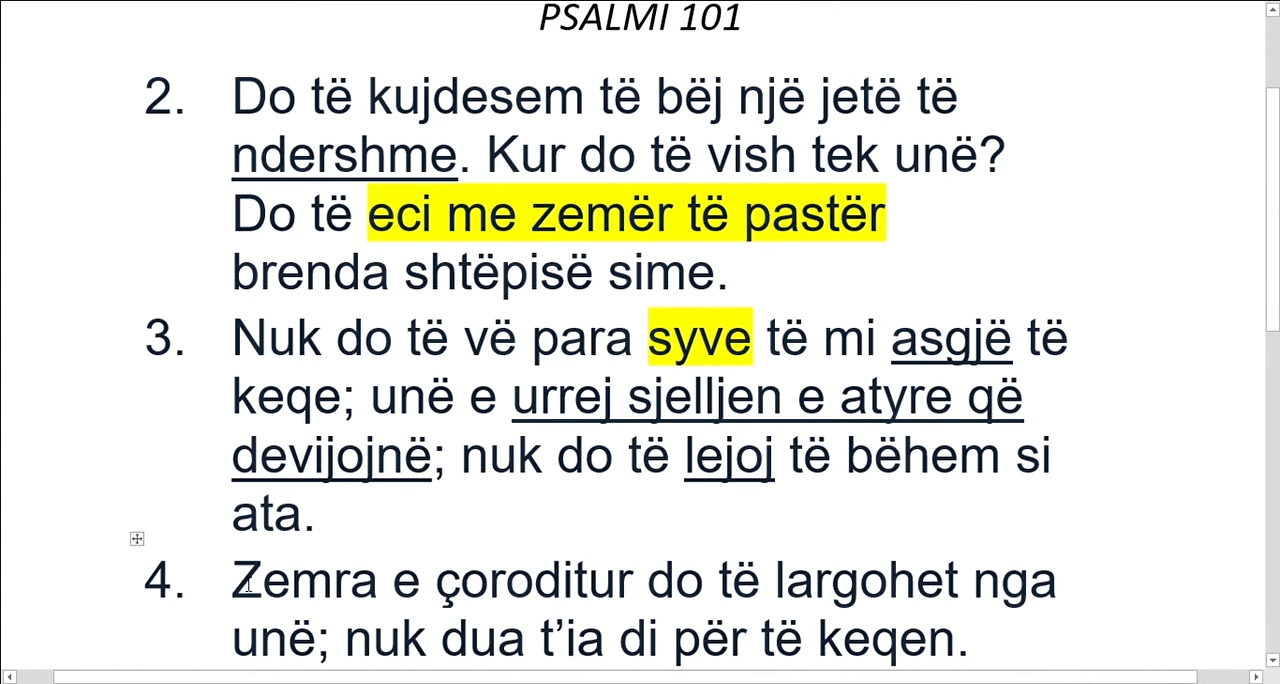 PSALMI 101
2. Do të kujdesem të bëj një jetë të
ndershme. Kur do të vish tek unë?
Do të eci me zemër të pastër
brenda shtëpisë sime.
3. Nuk do të vë para syve të mi asgjë të
keqe; unë e urrej sjelljen e atyre që
devijojnë; nuk do të lejoj të bëhem si
ata.
4. Zemra e çoroditur do të largohet nga
unë; nuk dua t’ia di për të keqen.